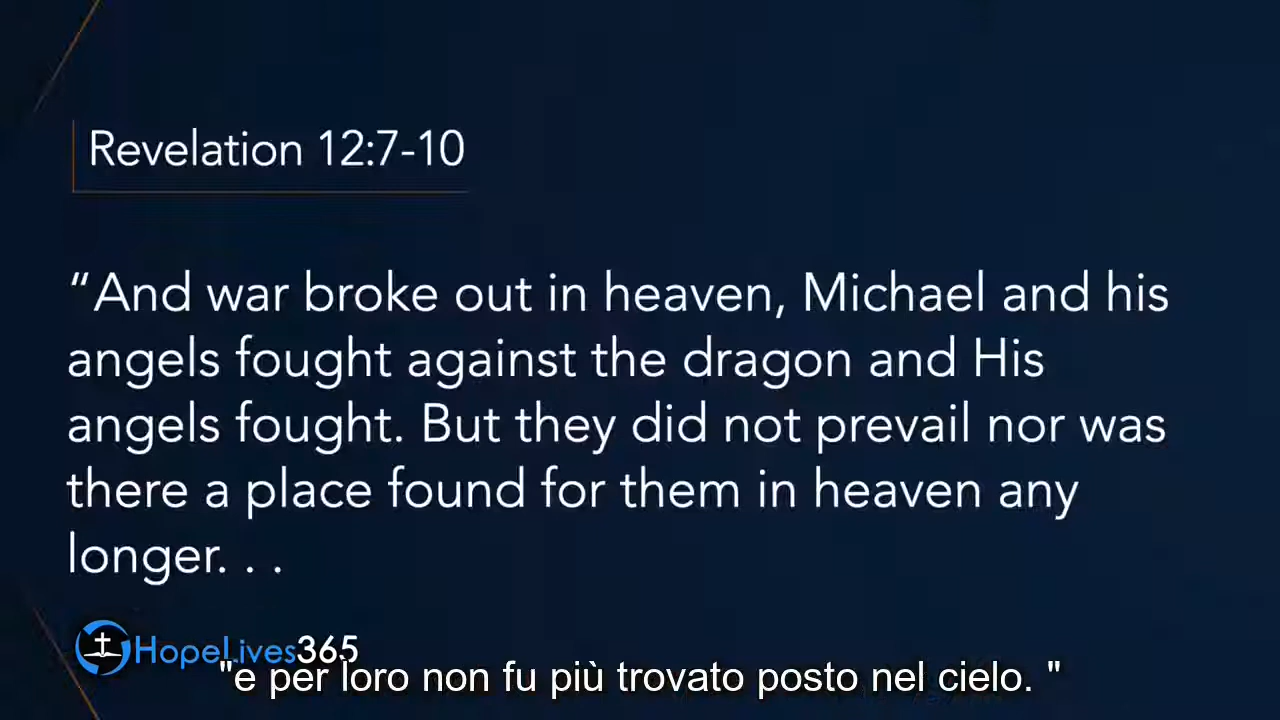 Revelation 12:7-10
“And war broke out in heaven, Michael and his
angels fought against the dragon and His
angels fought. But they did not prevail nor was
there a place found for them in heaven any
longer. . .
HopeLives365
"e per loro non fu più trovato posto nel cielo. "